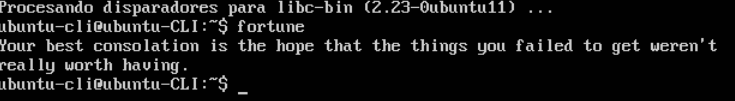 Procesando disparadores para libc-bin (2.23-0ubuntu11) ...
ubuntu-cli@ubuntu-CLI:~$ fortune
Your best consolation is the hope that the things you failed to get weren't
really worth having.
ubuntu-cli@ubuntu-CLI:~$ _